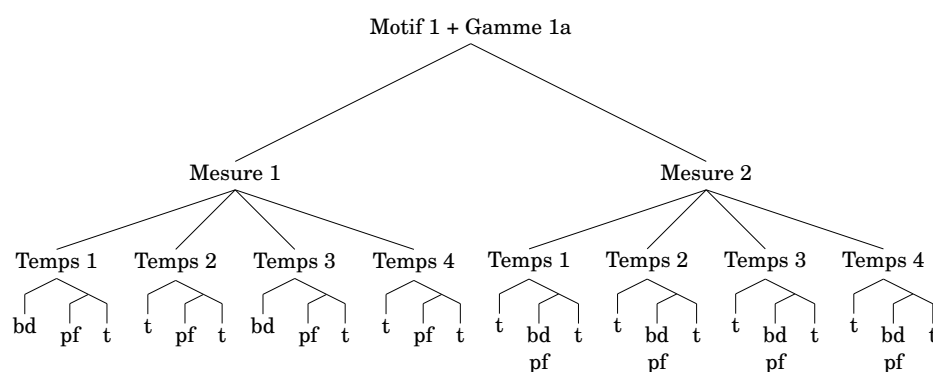 Motif 1 + Gamme 1a
Mesure 1 Mesure 2
Temps 1 Temps 2 Temps 3 Temps 4 Temps 1 Temps 2 Temps 3 Temps 4
bd pf t t pf t bd pf t t pf t t bd t t bd t t bd t t bd t
pf pf pf pf